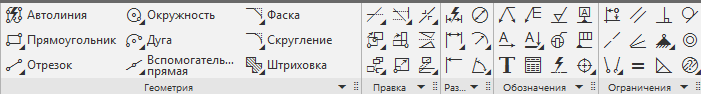 Автолиния Окружность Фаска
Прямоугольник Дуга Скругление
Отрезок Вспомогатель... прямая Штриховка
Геометрия Правка Раз... Обозначения Ограничения